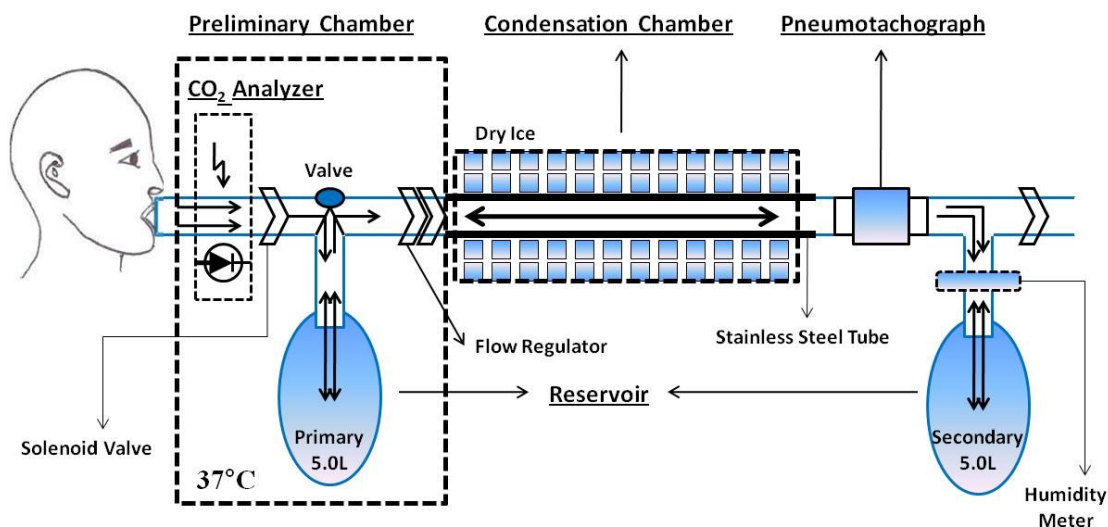 Preliminary Chamber
Condensation Chamber
Pneumotachograph
CO₂ Analyzer
Dry Ice
Valve
Flow Regulator
Stainless Steel Tube
Reservoir
Solenoid Valve
Primary
5.0L
Secondary
5.0L
37°C
Humidity
Meter